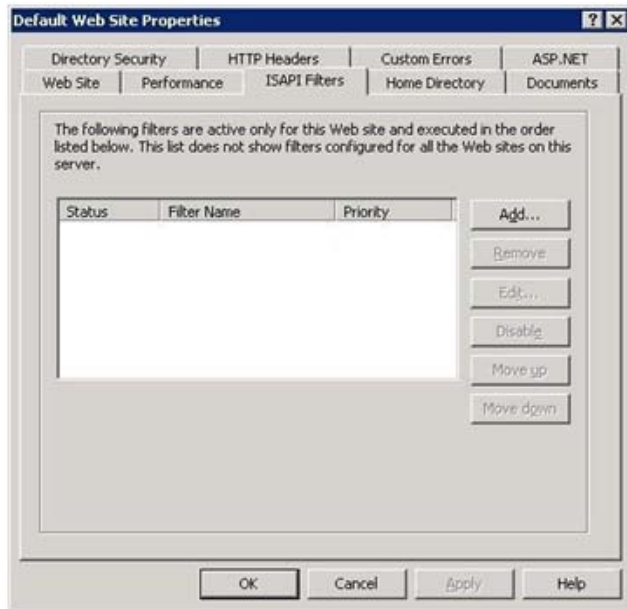 Default Web Site Properties
Directory Security HTTP Headers Custom Errors ASP.NET
Web Site Performance ISAPI Filters Home Directory Documents
The following filters are active only for this Web site and executed in the order
listed below. This list does not show filters configured for all the Web sites on this
server.
Status Filter Name Priority
Add...
Remove
Edit...
Disable
Move up
Move down
OK Cancel Apply Help